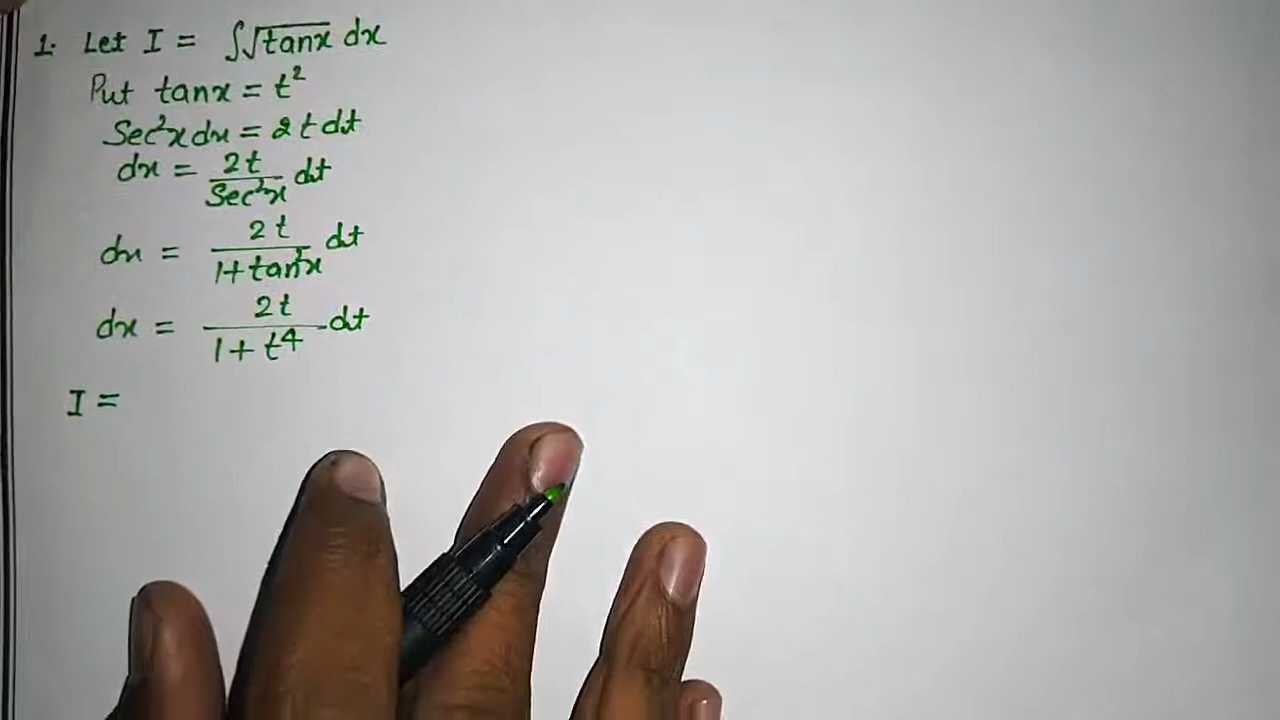 1. Let I = ∫√tanx dx
Put tanx = t²
Sec²x dx = 2t dt
dx = 2t/Sec²x dt
dx = 2t/1+tan²x dt
dx = 2t/1+t⁴ dt
I =